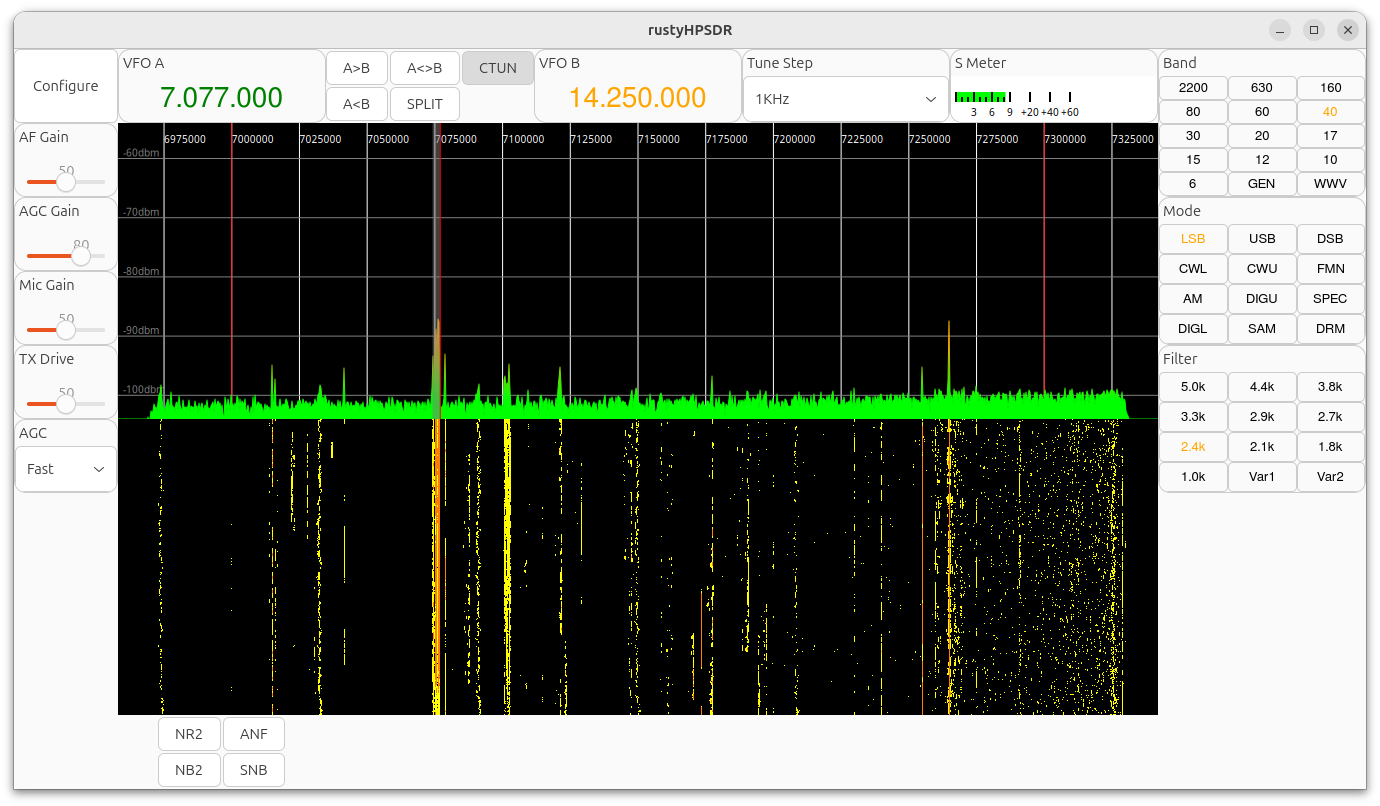 rustyHPSDR
Configure
VFO A
7.077.000
A>B
A<>B
CTUN
A<B
SPLIT
VFO B
14.250.000
Tune Step
1KHz
S Meter
3 6 9 +20 +40 +60
Band
2200 630 160
80 60 40
30 20 17
15 12 10
6 GEN WWV
AF Gain
50
AGC Gain
80
Mic Gain
50
TX Drive
50
AGC
Fast
6975000 7000000 7025000 7050000 7075000 7100000 7125000 7150000 7175000 7200000 7225000 7250000 7275000 7300000 7325000
-60dbm
-70dbm
-80dbm
-90dbm
-100dbm
Mode
LSB USB DSB
CWL CWU FMN
AM DIGU SPEC
DIGL SAM DRM
Filter
5.0k 4.4k 3.8k
3.3k 2.9k 2.7k
2.4k 2.1k 1.8k
1.0k Var1 Var2
NR2 ANF
NB2 SNB